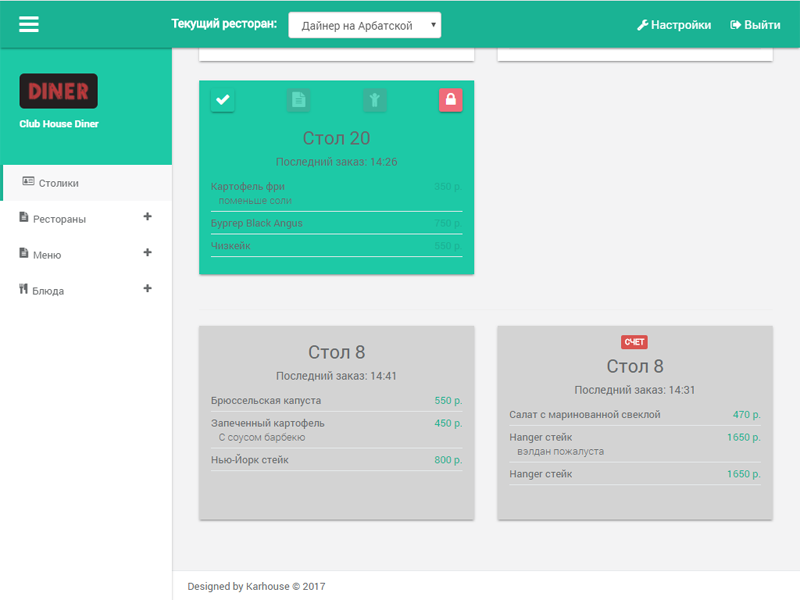 Текущий ресторан:
Дайнер на Арбатской
Настройки
Выйти
DINER
Club House Diner
Столики
Рестораны
Меню
Блюда
Стол 20
Последний заказ: 14:26
Картофель фри 350 р.
поменьше соли
Бургер Black Angus 750 р.
Чизкейк 550 р.
Стол 8
Последний заказ: 14:41
Брюссельская капуста 550 р.
Запеченный картофель 450 р.
С соусом барбекю
Нью-Йорк стейк 800 р.
СЧЕТ
Стол 8
Последний заказ: 14:31
Салат с маринованной свеклой 470 р.
Hanger стейк 1650 р.
вэлдан пожалуста
Hanger стейк 1650 р.
Designed by Karhouse © 2017